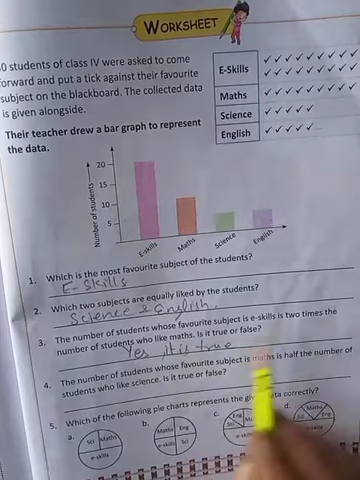 WORKSHEET
0 students of class IV were asked to come
orward and put a tick against their favourite
subject on the blackboard. The collected data
is given alongside.
E-Skills ✓ ✓ ✓ ✓ ✓ ✓ ✓ ✓ ✓
✓ ✓ ✓ ✓ ✓ ✓ ✓ ✓ ✓
Maths ✓ ✓ ✓ ✓ ✓ ✓ ✓ ✓ ✓
Science ✓ ✓ ✓ ✓ ✓
English ✓ ✓ ✓ ✓ ✓
Their teacher drew a bar graph to represent
the data.
Number of students
20
15
10
5
E-skills
Maths
Science
English
1. Which is the most favourite subject of the students?
E-Skills
2. Which two subjects are equally liked by the students?
Science & English.
3. The number of students whose favourite subject is e-skills is two times the
number of students who like maths. Is it true or false?
Yes it is true
4. The number of students whose favourite subject is maths is half the number of
students who like science. Is it true or false?
5. Which of the following pie charts represents the given data correctly?
a. Sci Maths e-skills
b. Maths Eng e-skills Sci
c. Eng Maths Sci e-skills
d. Maths Sci Eng